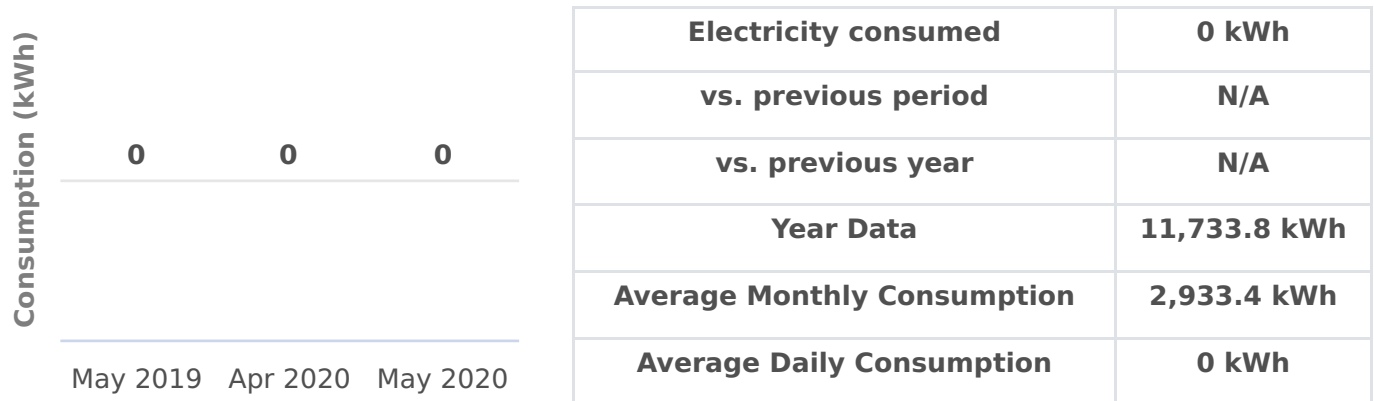 Consumption (kWh)
0 0 0
May 2019 Apr 2020 May 2020
Electricity consumed 0 kWh
vs. previous period N/A
vs. previous year N/A
Year Data 11,733.8 kWh
Average Monthly Consumption 2,933.4 kWh
Average Daily Consumption 0 kWh